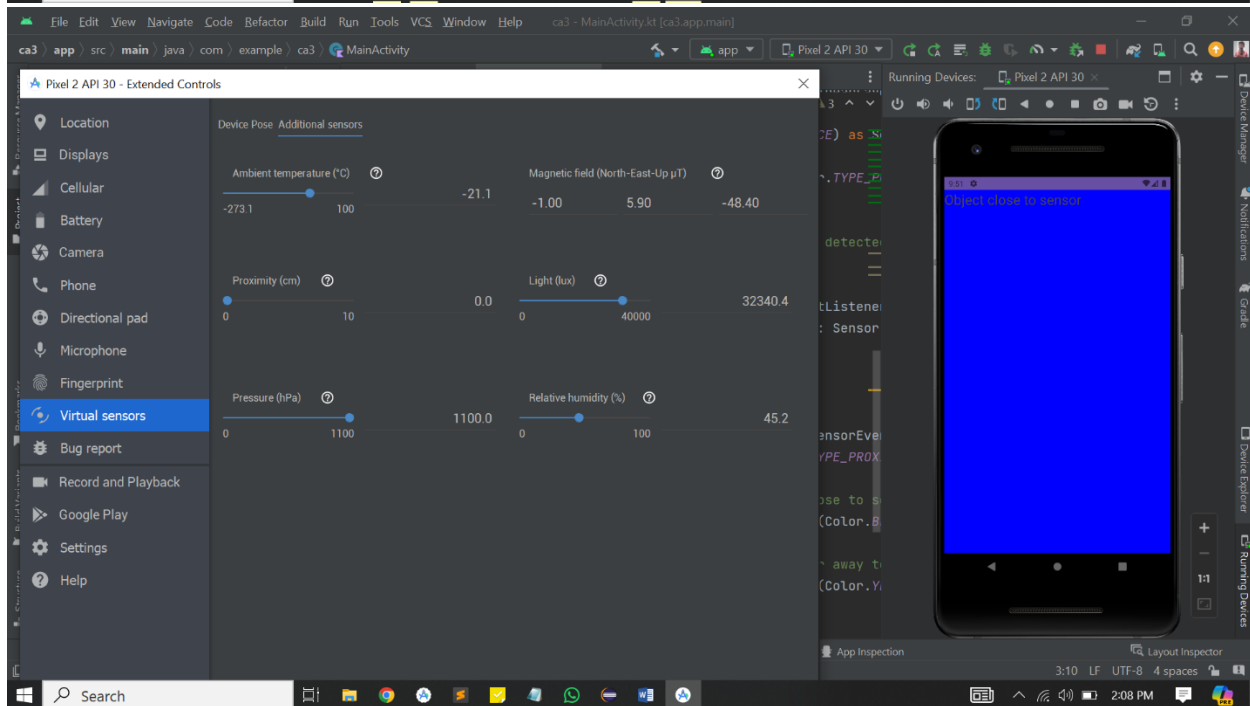 File Edit View Navigate Code Refactor Build Run Tools VCS Window Help ca3 - MainActivity.kt [ca3.app.main]
ca3 app src main java com example ca3 MainActivity app Pixel 2 API 30
Pixel 2 API 30 - Extended Controls
Running Devices: Pixel 2 API 30
Location
Displays
Cellular
Battery
Camera
Phone
Directional pad
Microphone
Fingerprint
Virtual sensors
Bug report
Record and Playback
Google Play
Settings
Help
Device Pose Additional sensors
Ambient temperature (°C)
-21.1
-273.1 100
Magnetic field (North-East-Up µT)
-1.00 5.90 -48.40
Proximity (cm)
0.0
0 10
Light (lux)
32340.4
0 40000
Pressure (hPa)
1100.0
0 1100
Relative humidity (%)
45.2
0 100
3
CE) as
.TYPE_P
detected
tListener
: Sensor
ensorEve
YPE_PROX
ose to s
(Color.B
r away to
(Color.Y
9:51
Object close to sensor
1:1
Device Manager
Notifications
Gradle
Device Explorer
Running Devices
App Inspection
Layout Inspector
3:10 LF UTF-8 4 spaces
Search
2:08 PM
PRE